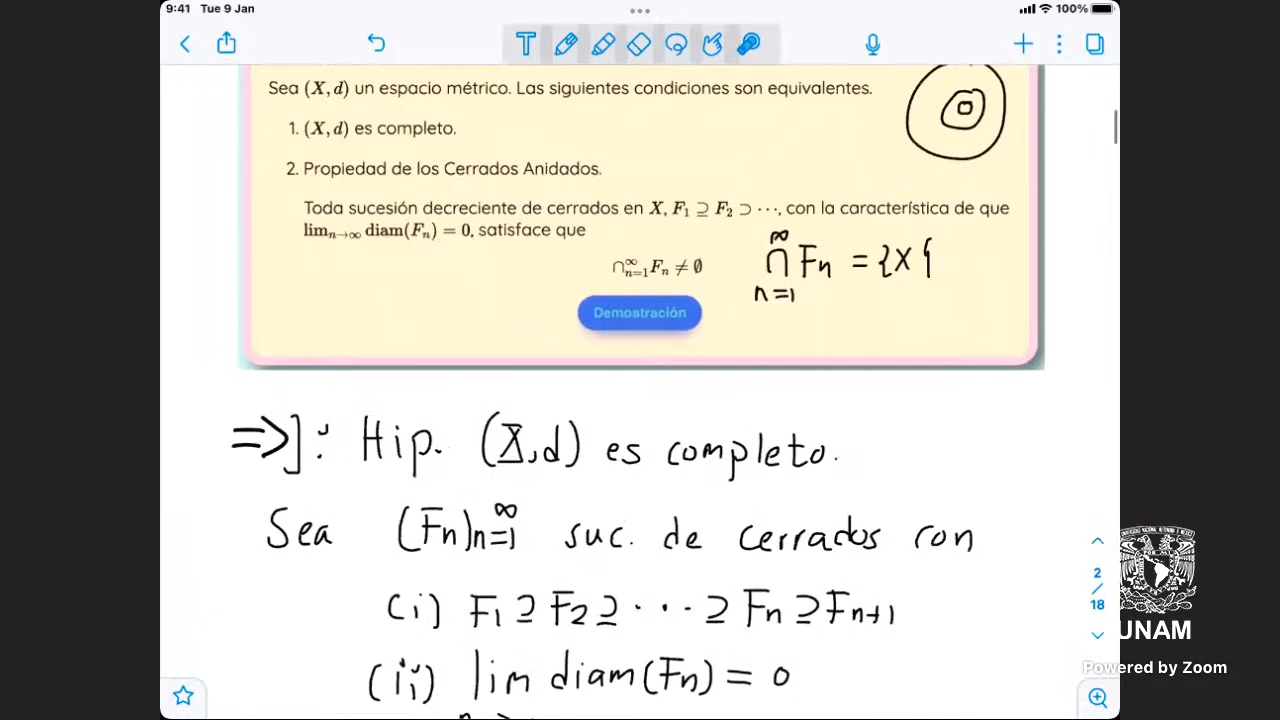 9:41 Tue 9 Jan 100%
Sea (X, d) un espacio métrico. Las siguientes condiciones son equivalentes.
1. (X, d) es completo.
2. Propiedad de los Cerrados Anidados.
Toda sucesión decreciente de cerrados en X, F₁ ⊇ F₂ ⊃ ⋯, con la característica de que
limₙ→∞ diam(Fₙ) = 0, satisface que
∩ₙ₌₁^∞ Fₙ ≠ ∅
∞
∩ Fn = {x}
n=1
Demostración
=>]: Hip. (X,d) es completo.
Sea (Fn)n=1^∞ suc. de cerrados con
(i) F1 ⊇ F2 ⊇ ··· ⊇ Fn ⊇ Fn+1
(ii) lim diam(Fn) = 0
2
/
18
UNAM
Powered by Zoom